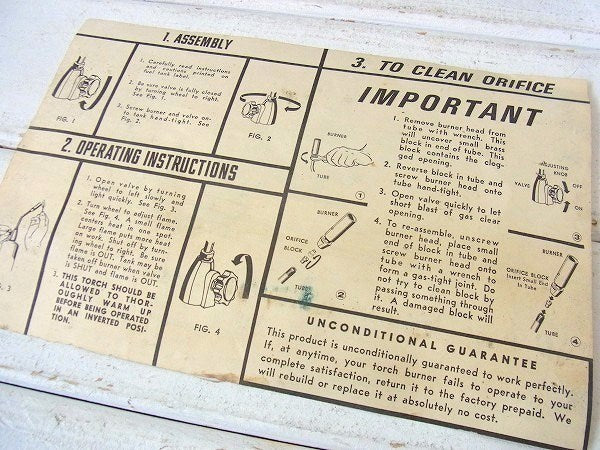 1. ASSEMBLY
1. Carefully read instructions
and cautions printed on
fuel tank label.
2. Be sure valve is fully closed
by turning wheel to right.
See Fig. 1.
3. Screw burner and valve on-
to tank hand-tight. See
Fig. 2.
FIG. 1
FIG. 2
2. OPERATING INSTRUCTIONS
1. Open valve by turning
wheel to left slowly and
light quickly. See Fig. 3.
2. Turn wheel to adjust flame.
See Fig. 4. A small flame
centers heat in one spot.
Large flame puts more heat
on work. Shut off by turn-
ing wheel to right. Be sure
flame is OUT. Tank may be
taken off burner when valve
is SHUT and flame is OUT.
3. THIS TORCH SHOULD BE
ALLOWED TO THOR-
OUGHLY WARM UP
BEFORE BEING OPERATED
IN AN INVERTED POSI-
TION.
. 3
FIG. 4
3. TO CLEAN ORIFICE
IMPORTANT
1. Remove burner head from
tube with wrench. This
will uncover small brass
block in end of tube. This
block contains the clog-
ged opening.
2. Reverse block in tube and
screw burner head onto
tube hand-tight.
3. Open valve quickly to let
short blast of gas clear
opening.
4. To re-assemble, unscrew
burner head, place small
end of block in tube and
screw burner head onto
tube with a wrench to
form a gas-tight joint. Do
not try to clean block by
passing something through
it. A damaged block will
result.
BURNER
TUBE
1
BURNER
ORIFICE
BLOCK
TUBE
2
ADJUSTING
KNOB
VALVE
OFF
ON
3
BURNER
ORIFICE BLOCK
Insert Small End
In Tube
TUBE
4
UNCONDITIONAL GUARANTEE
This product is unconditionally guaranteed to work perfectly.
If, at anytime, your torch burner fails to operate to your
complete satisfaction, return it to the factory prepaid. We
will rebuild or replace it at absolutely no cost.